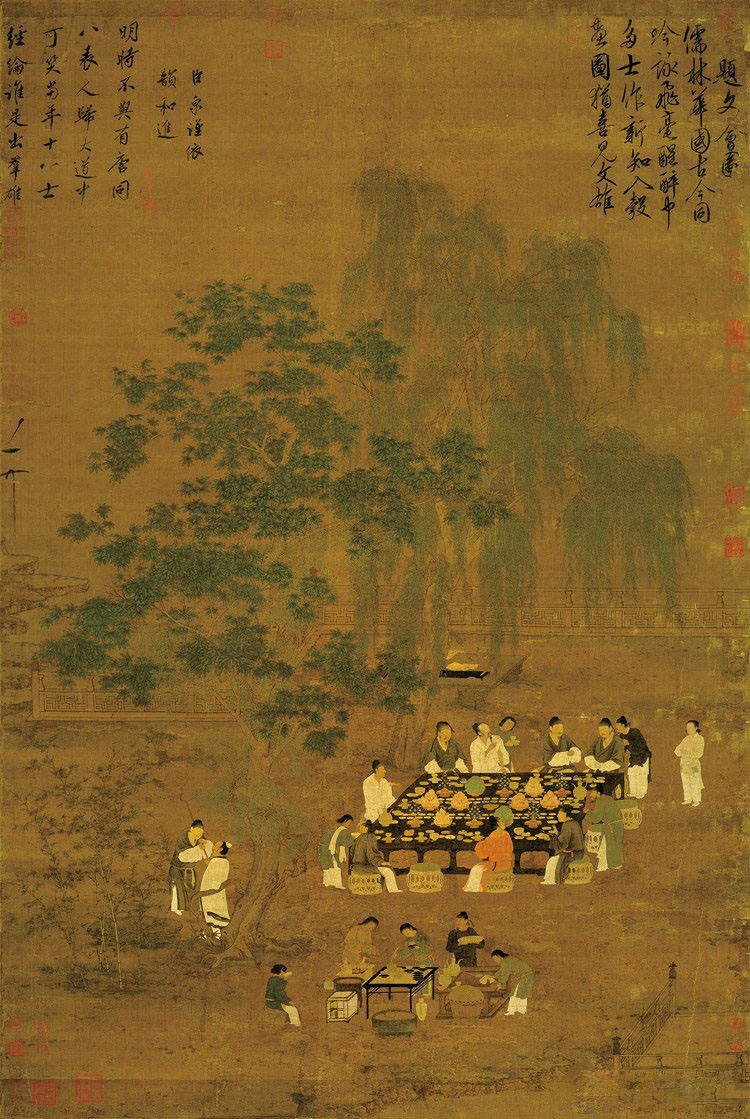 題文會圖
儒林華國古今同
吟詠飛毫醒醉中
多士作新知入彀
畫圖猶喜見文雄
臣京謹依
韻和進
明時不與有唐同
八表人歸大道中
可笑當年十八士
經綸誰是出羣雄